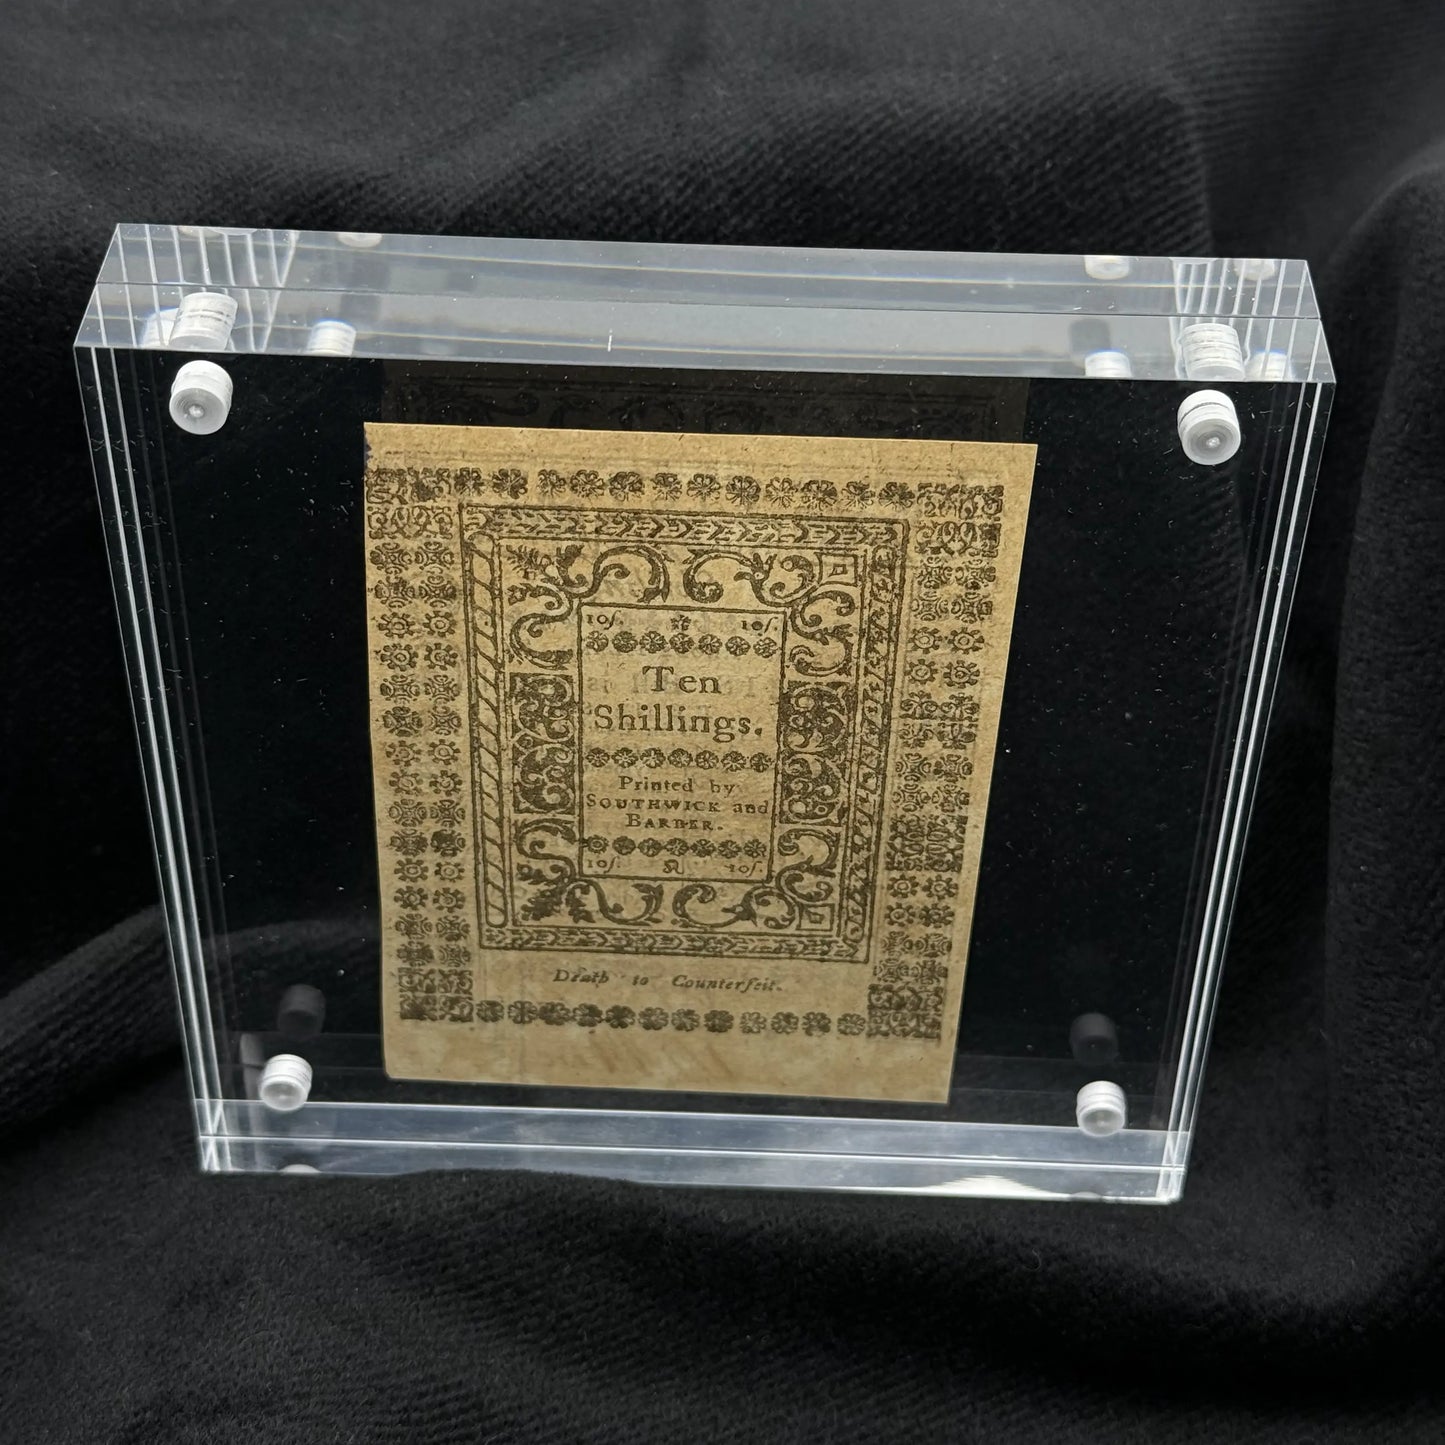 10ſ. 10ſ.
Ten
Shillings.
Printed by
SOUTHWICK and
BARBER.
10ſ. 10ſ.
Death to Counterfeit.